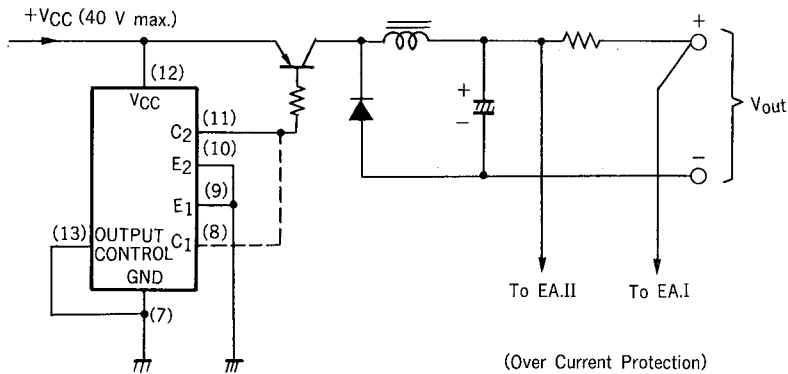 +VCC (40 V max.)
(12)
VCC
C2 (11)
E2 (10)
E1 (9)
C1 (8)
(13) OUTPUT CONTROL
GND
(7)
+
−
+
−
Vout
To EA.II
To EA.I
(Over Current Protection)